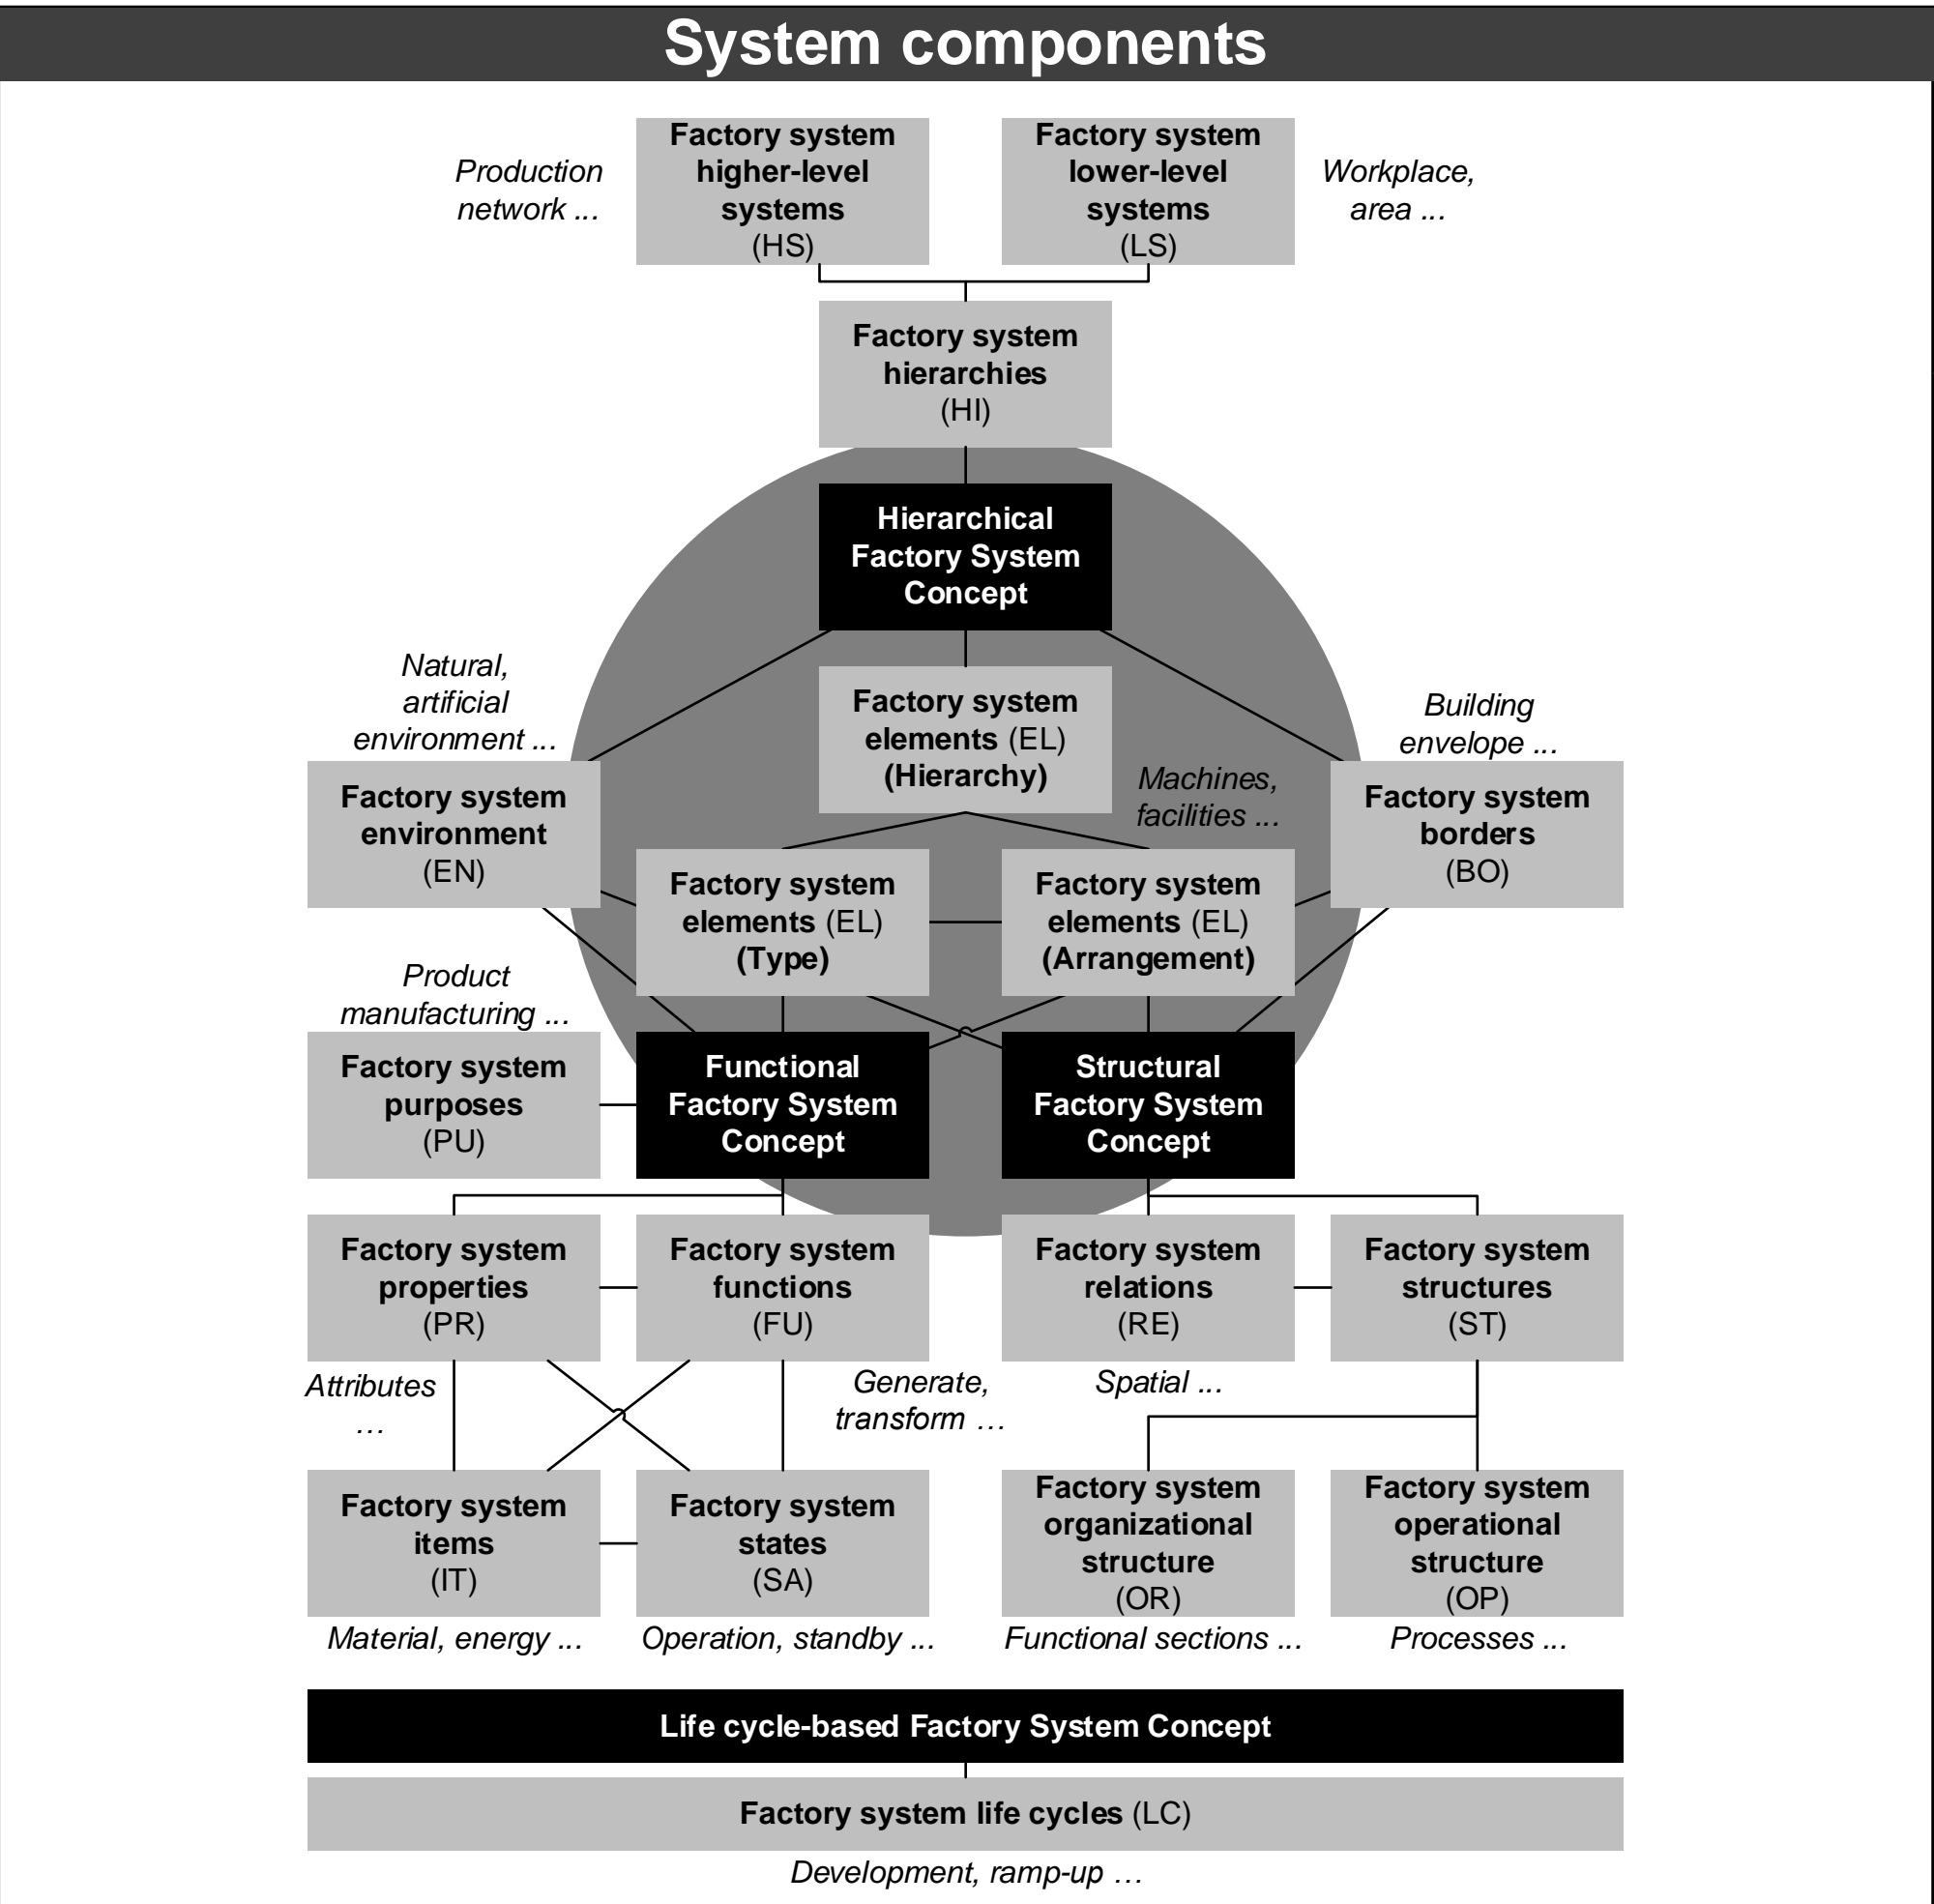 System components
Production
network ...
Factory system
higher-level
systems
(HS)
Factory system
lower-level
systems
(LS)
Workplace,
area ...
Factory system
hierarchies
(HI)
Hierarchical
Factory System
Concept
Natural,
artificial
environment ...
Factory system
elements (EL)
(Hierarchy)
Building
envelope ...
Machines,
facilities ...
Factory system
environment
(EN)
Factory system
borders
(BO)
Factory system
elements (EL)
(Type)
Factory system
elements (EL)
(Arrangement)
Product
manufacturing ...
Factory system
purposes
(PU)
Functional
Factory System
Concept
Structural
Factory System
Concept
Factory system
properties
(PR)
Factory system
functions
(FU)
Factory system
relations
(RE)
Factory system
structures
(ST)
Attributes
…
Generate,
transform …
Spatial ...
Factory system
items
(IT)
Factory system
states
(SA)
Factory system
organizational
structure
(OR)
Factory system
operational
structure
(OP)
Material, energy ...
Operation, standby ...
Functional sections ...
Processes ...
Life cycle-based Factory System Concept
Factory system life cycles (LC)
Development, ramp-up …